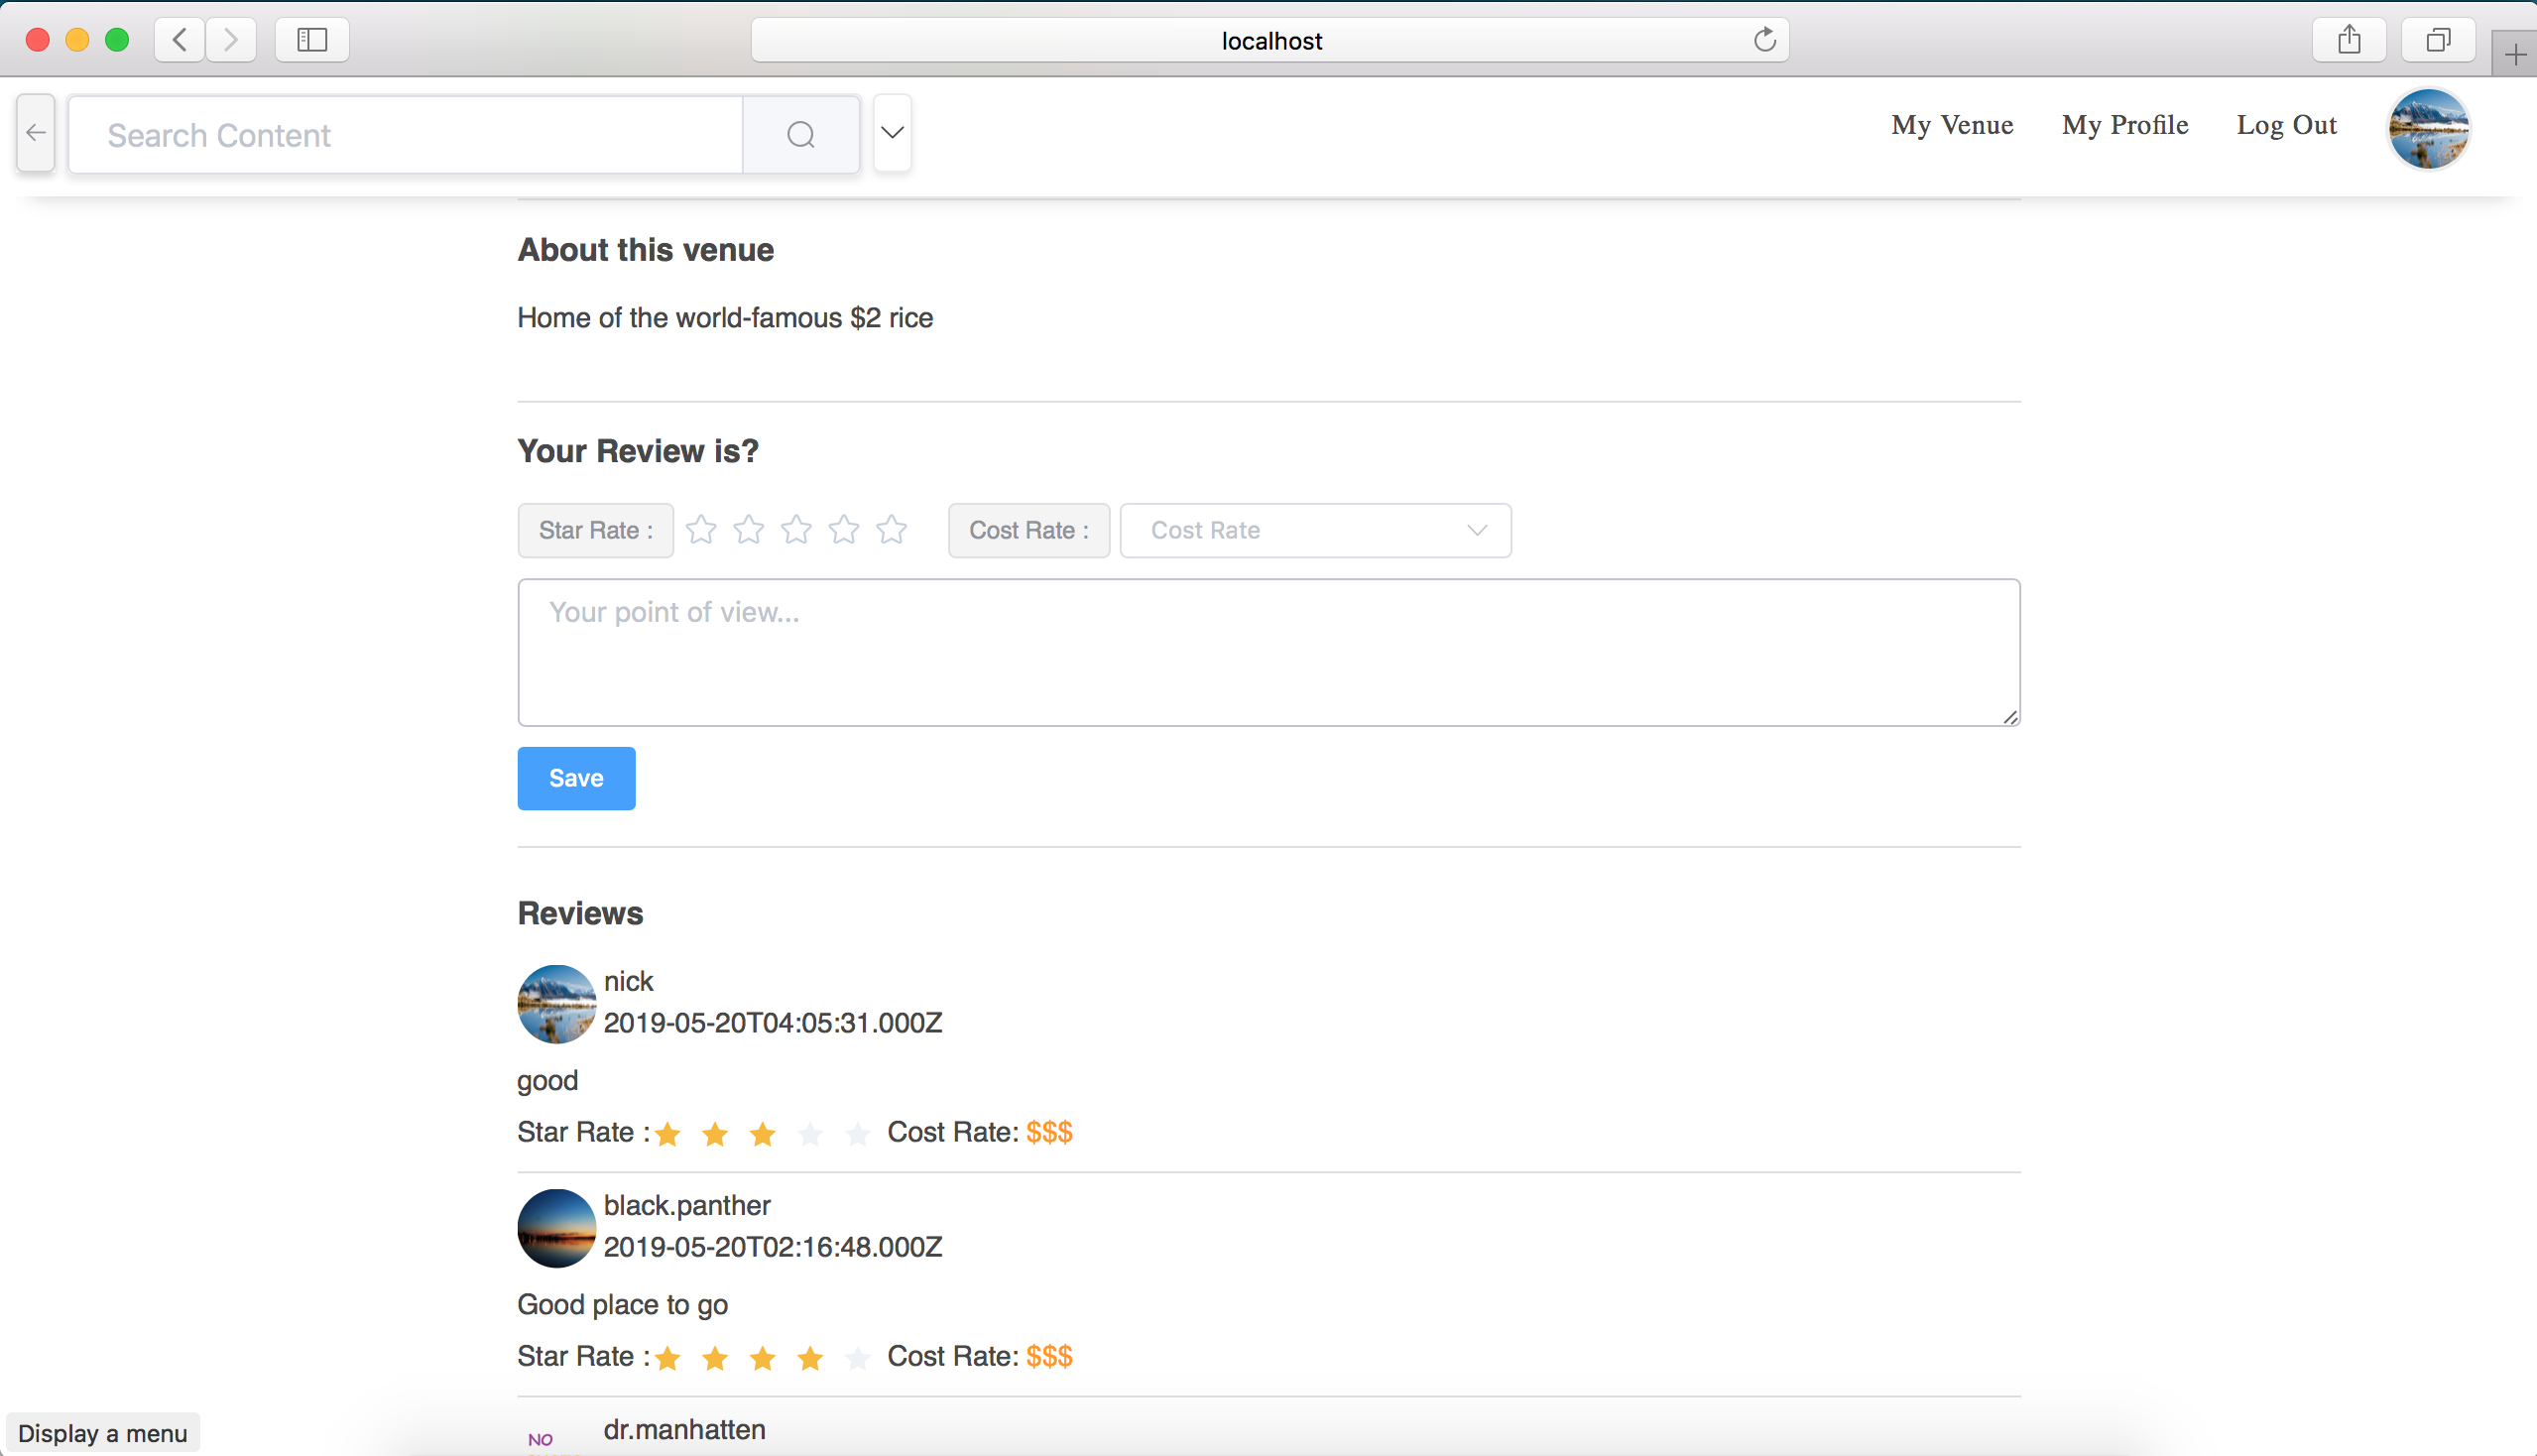 localhost
Search Content
My Venue My Profile Log Out
About this venue
Home of the world-famous $2 rice
Your Review is?
Star Rate : Cost Rate : Cost Rate
Your point of view...
Save
Reviews
nick
2019-05-20T04:05:31.000Z
good
Star Rate : Cost Rate: $$$
black.panther
2019-05-20T02:16:48.000Z
Good place to go
Star Rate : Cost Rate: $$$
dr.manhatten
NO
Display a menu